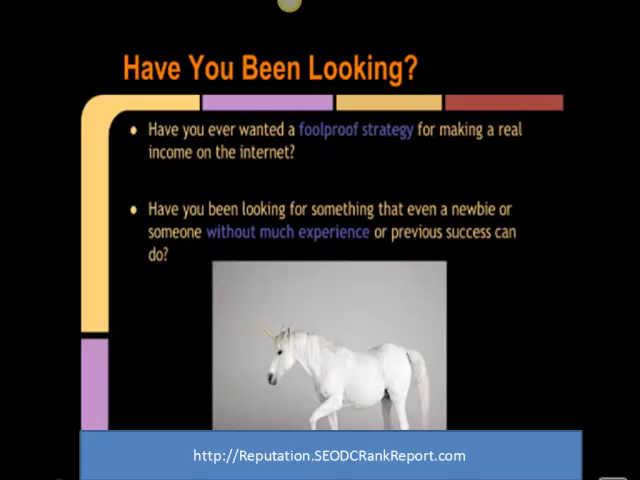 Have You Been Looking?
• Have you ever wanted a foolproof strategy for making a real
income on the internet?
• Have you been looking for something that even a newbie or
someone without much experience or previous success can
do?
http://Reputation.SEODCRankReport.com